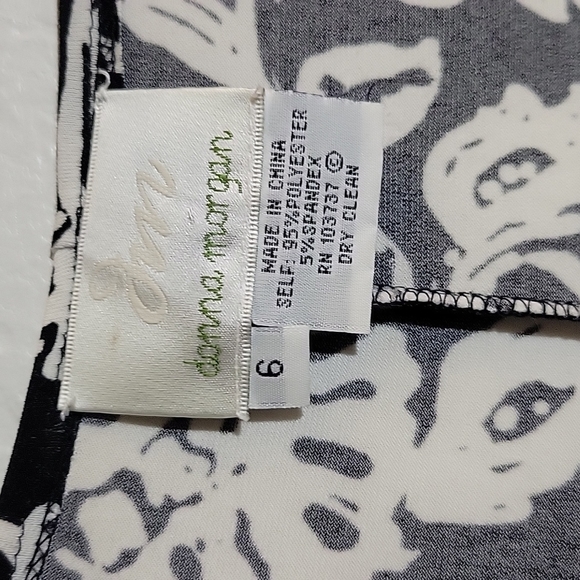 dm
donna morgan
MADE IN CHINA
SELF: 95%POLYESTER
5%SPANDEX
RN 103737 ©
DRY CLEAN
6